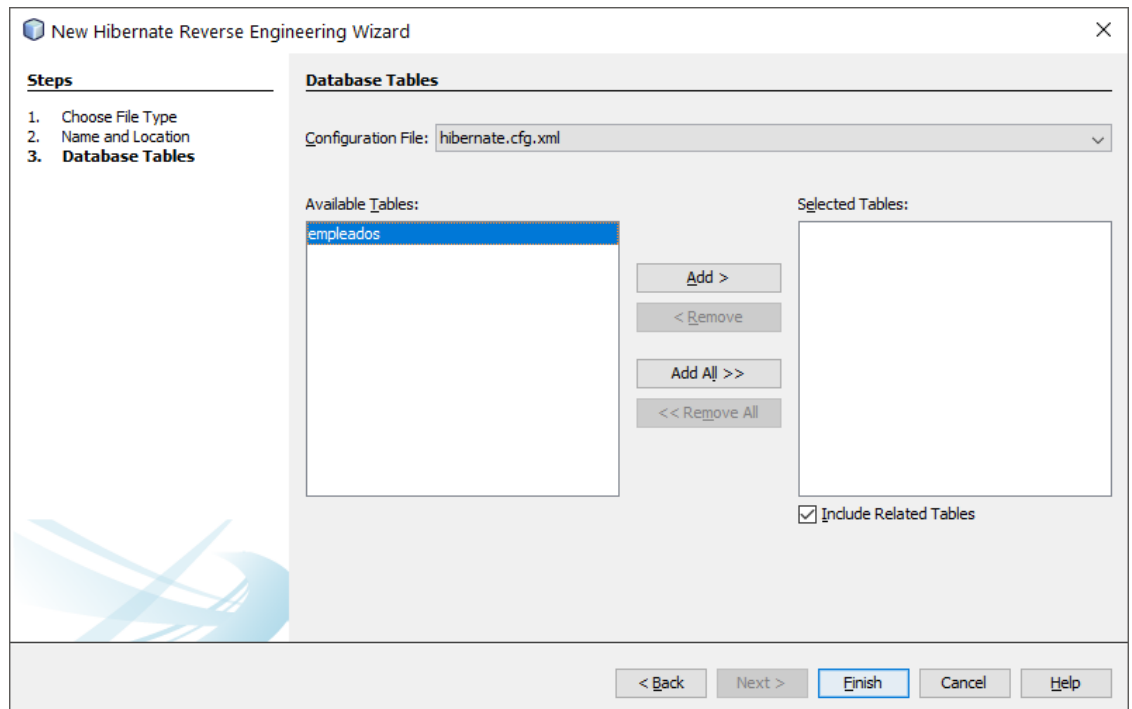 New Hibernate Reverse Engineering Wizard
Steps
1. Choose File Type
2. Name and Location
3. Database Tables
Database Tables
Configuration File: hibernate.cfg.xml
Available Tables:
empleados
Add >
< Remove
Add All >>
<< Remove All
Selected Tables:
Include Related Tables
< Back Next > Finish Cancel Help